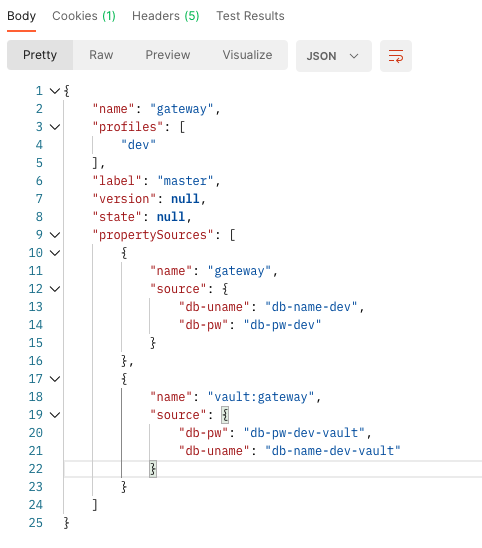 Body Cookies (1) Headers (5) Test Results
Pretty Raw Preview Visualize JSON
1 {
2 "name": "gateway",
3 "profiles": [
4 "dev"
5 ],
6 "label": "master",
7 "version": null,
8 "state": null,
9 "propertySources": [
10 {
11 "name": "gateway",
12 "source": {
13 "db-uname": "db-name-dev",
14 "db-pw": "db-pw-dev"
15 }
16 },
17 {
18 "name": "vault:gateway",
19 "source": {
20 "db-pw": "db-pw-dev-vault",
21 "db-uname": "db-name-dev-vault"
22 }
23 }
24 ]
25 }